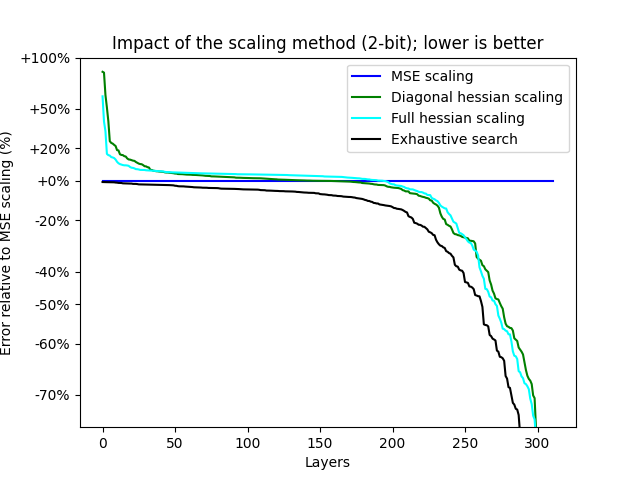 Impact of the scaling method (2-bit); lower is better
+100%
+50%
+20%
+0%
-20%
-40%
-50%
-60%
-70%
Error relative to MSE scaling (%)
MSE scaling
Diagonal hessian scaling
Full hessian scaling
Exhaustive search
0
50
100
150
200
250
300
Layers